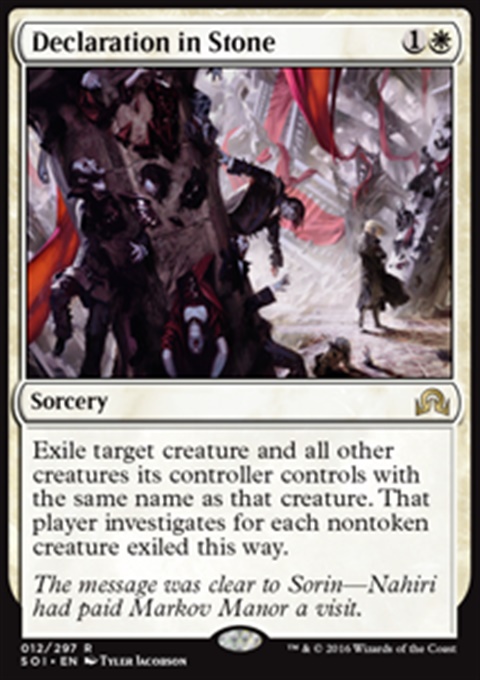 Declaration in Stone 1
Sorcery
Exile target creature and all other
creatures its controller controls with
the same name as that creature. That
player investigates for each nontoken
creature exiled this way.
The message was clear to Sorin—Nahiri
had paid Markov Manor a visit.
012/297 R
SOI • EN Tyler Jacobson
™ & © 2016 Wizards of the Coast